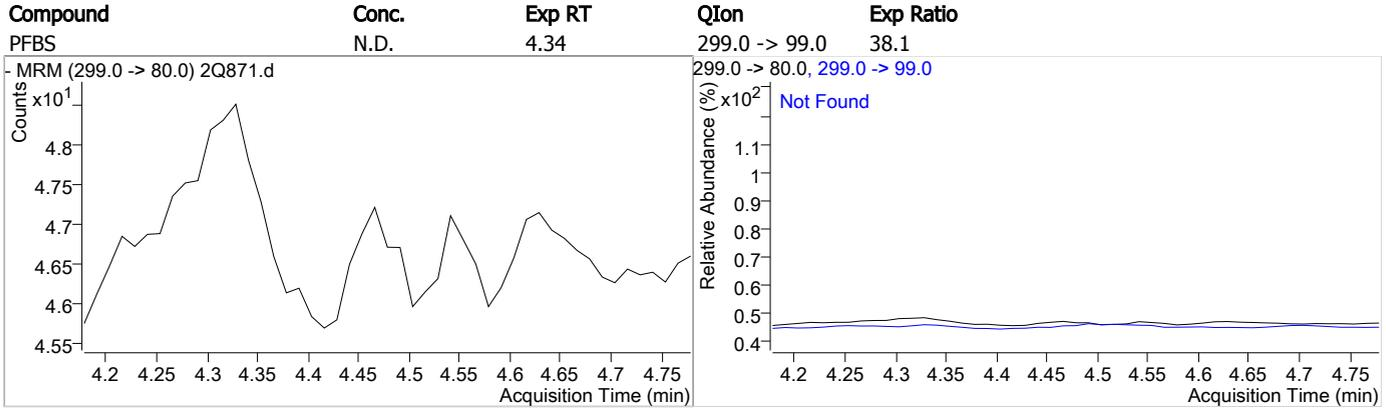 Compound Conc. Exp RT QIon Exp Ratio
PFBS N.D. 4.34 299.0 -> 99.0 38.1
- MRM (299.0 -> 80.0) 2Q871.d
Counts
x10¹
4.8
4.75
4.7
4.65
4.6
4.55
4.2 4.25 4.3 4.35 4.4 4.45 4.5 4.55 4.6 4.65 4.7 4.75
Acquisition Time (min)
299.0 -> 80.0, 299.0 -> 99.0
Relative Abundance (%)
x10²
Not Found
1.1
1
0.9
0.8
0.7
0.6
0.5
0.4
4.2 4.25 4.3 4.35 4.4 4.45 4.5 4.55 4.6 4.65 4.7 4.75
Acquisition Time (min)